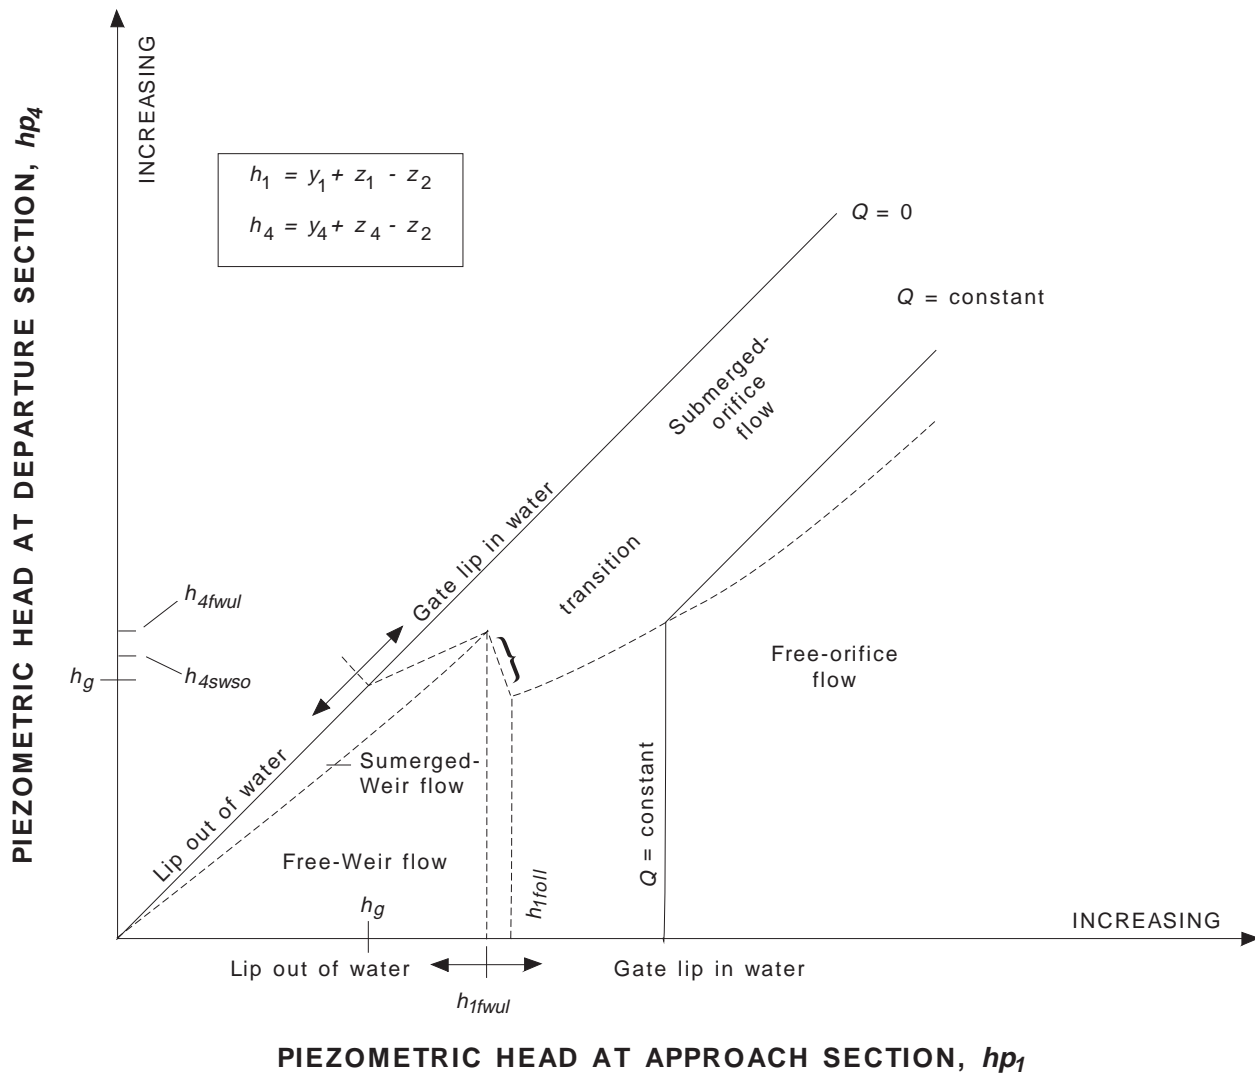 PIEZOMETRIC HEAD AT DEPARTURE SECTION, hp4
INCREASING
h1 = y1 + z1 - z2
h4 = y4 + z4 - z2
Q = 0
Q = constant
Submerged-
orifice
flow
Gate lip in water
transition
h4fwul
h4swso
hg
Free-orifice
flow
Lip out of water
Sumerged-
Weir flow
Q = constant
Free-Weir flow
h1foll
hg
INCREASING
Lip out of water
Gate lip in water
h1fwul
PIEZOMETRIC HEAD AT APPROACH SECTION, hp1